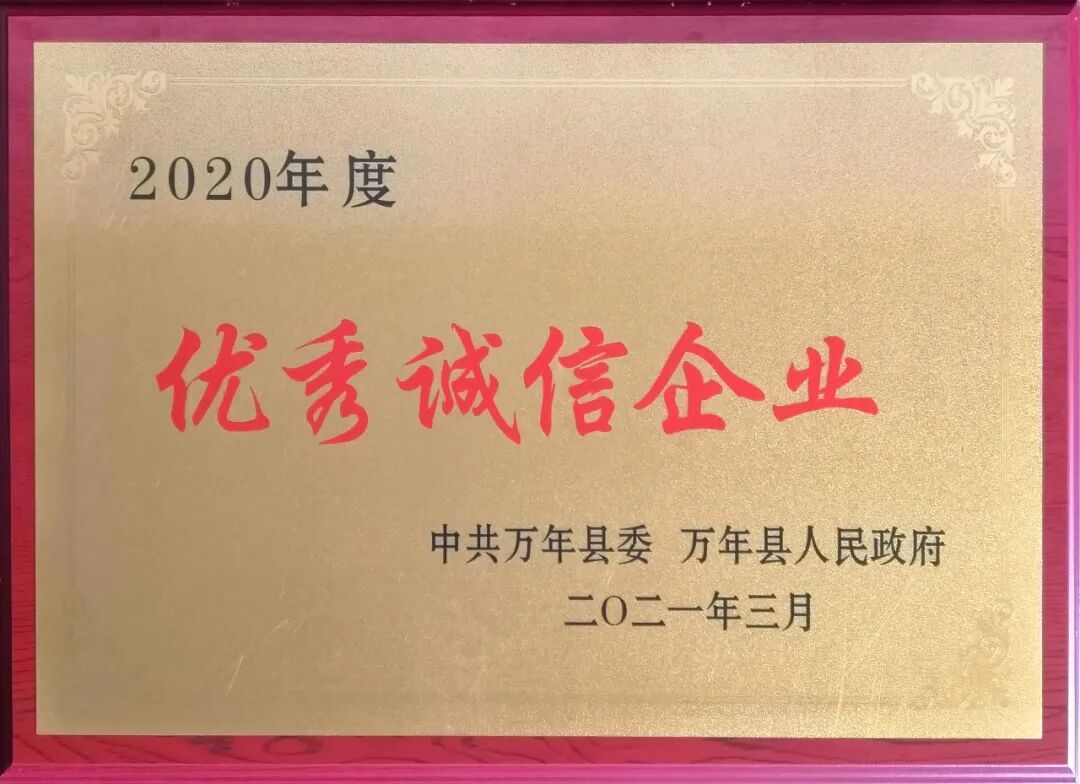 2020年度
优秀诚信企业
中共万年县委 万年县人民政府
二〇二一年三月